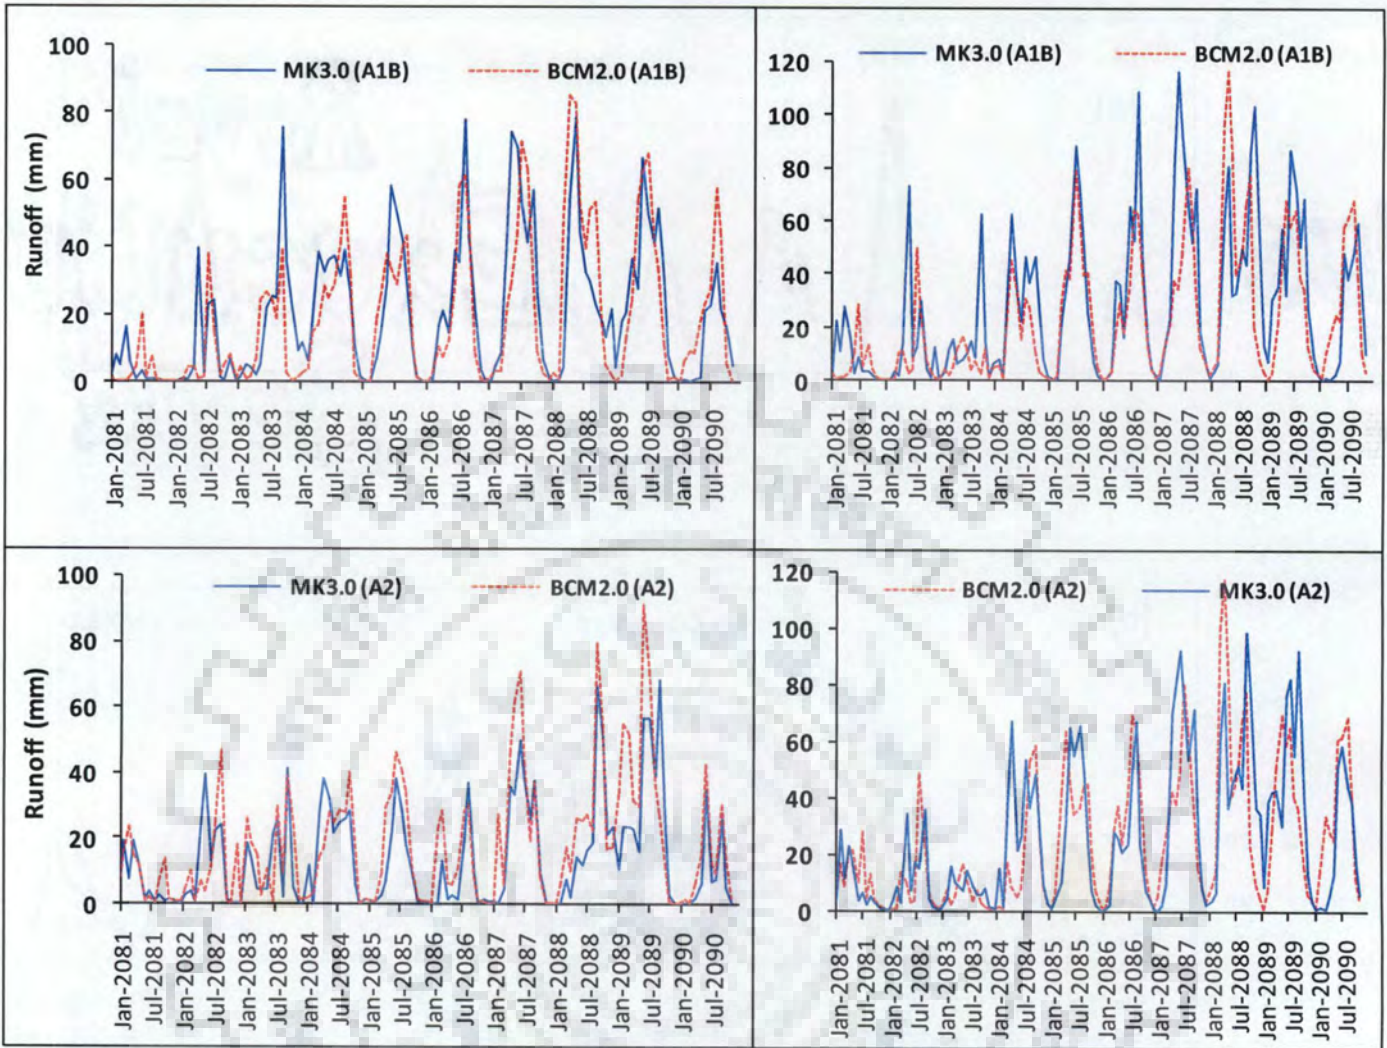 MK3.0 (A1B) BCM2.0 (A1B)
Runoff (mm)
100
80
60
40
20
0
Jan-2081
Jul-2081
Jan-2082
Jul-2082
Jan-2083
Jul-2083
Jan-2084
Jul-2084
Jan-2085
Jul-2085
Jan-2086
Jul-2086
Jan-2087
Jul-2087
Jan-2088
Jul-2088
Jan-2089
Jul-2089
Jan-2090
Jul-2090
MK3.0 (A1B) BCM2.0 (A1B)
120
100
80
60
40
20
0
Jan-2081
Jul-2081
Jan-2082
Jul-2082
Jan-2083
Jul-2083
Jan-2084
Jul-2084
Jan-2085
Jul-2085
Jan-2086
Jul-2086
Jan-2087
Jul-2087
Jan-2088
Jul-2088
Jan-2089
Jul-2089
Jan-2090
Jul-2090
MK3.0 (A2) BCM2.0 (A2)
Runoff (mm)
100
80
60
40
20
0
Jan-2081
Jul-2081
Jan-2082
Jul-2082
Jan-2083
Jul-2083
Jan-2084
Jul-2084
Jan-2085
Jul-2085
Jan-2086
Jul-2086
Jan-2087
Jul-2087
Jan-2088
Jul-2088
Jan-2089
Jul-2089
Jan-2090
Jul-2090
BCM2.0 (A2) MK3.0 (A2)
120
100
80
60
40
20
0
Jan-2081
Jul-2081
Jan-2082
Jul-2082
Jan-2083
Jul-2083
Jan-2084
Jul-2084
Jan-2085
Jul-2085
Jan-2086
Jul-2086
Jan-2087
Jul-2087
Jan-2088
Jul-2088
Jan-2089
Jul-2089
Jan-2090
Jul-2090